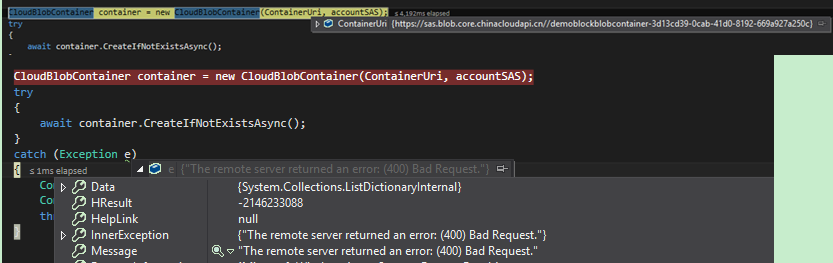 CloudBlobContainer container = new CloudBlobContainer(ContainerUri, accountSAS); ≤ 4,192ms elapsed
try
ContainerUri {https://sas.blob.core.chinacloudapi.cn//demoblockblobcontainer-3d13cd39-0cab-41d0-8192-669a927a250c}
{
await container.CreateIfNotExistsAsync();
CloudBlobContainer container = new CloudBlobContainer(ContainerUri, accountSAS);
try
{
await container.CreateIfNotExistsAsync();
}
catch (Exception e)
{ ≤ 1ms elapsed e {"The remote server returned an error: (400) Bad Request."}
Co Data {System.Collections.ListDictionaryInternal}
Co HResult -2146233088
th HelpLink null
} InnerException {"The remote server returned an error: (400) Bad Request."}
Message "The remote server returned an error: (400) Bad Request."